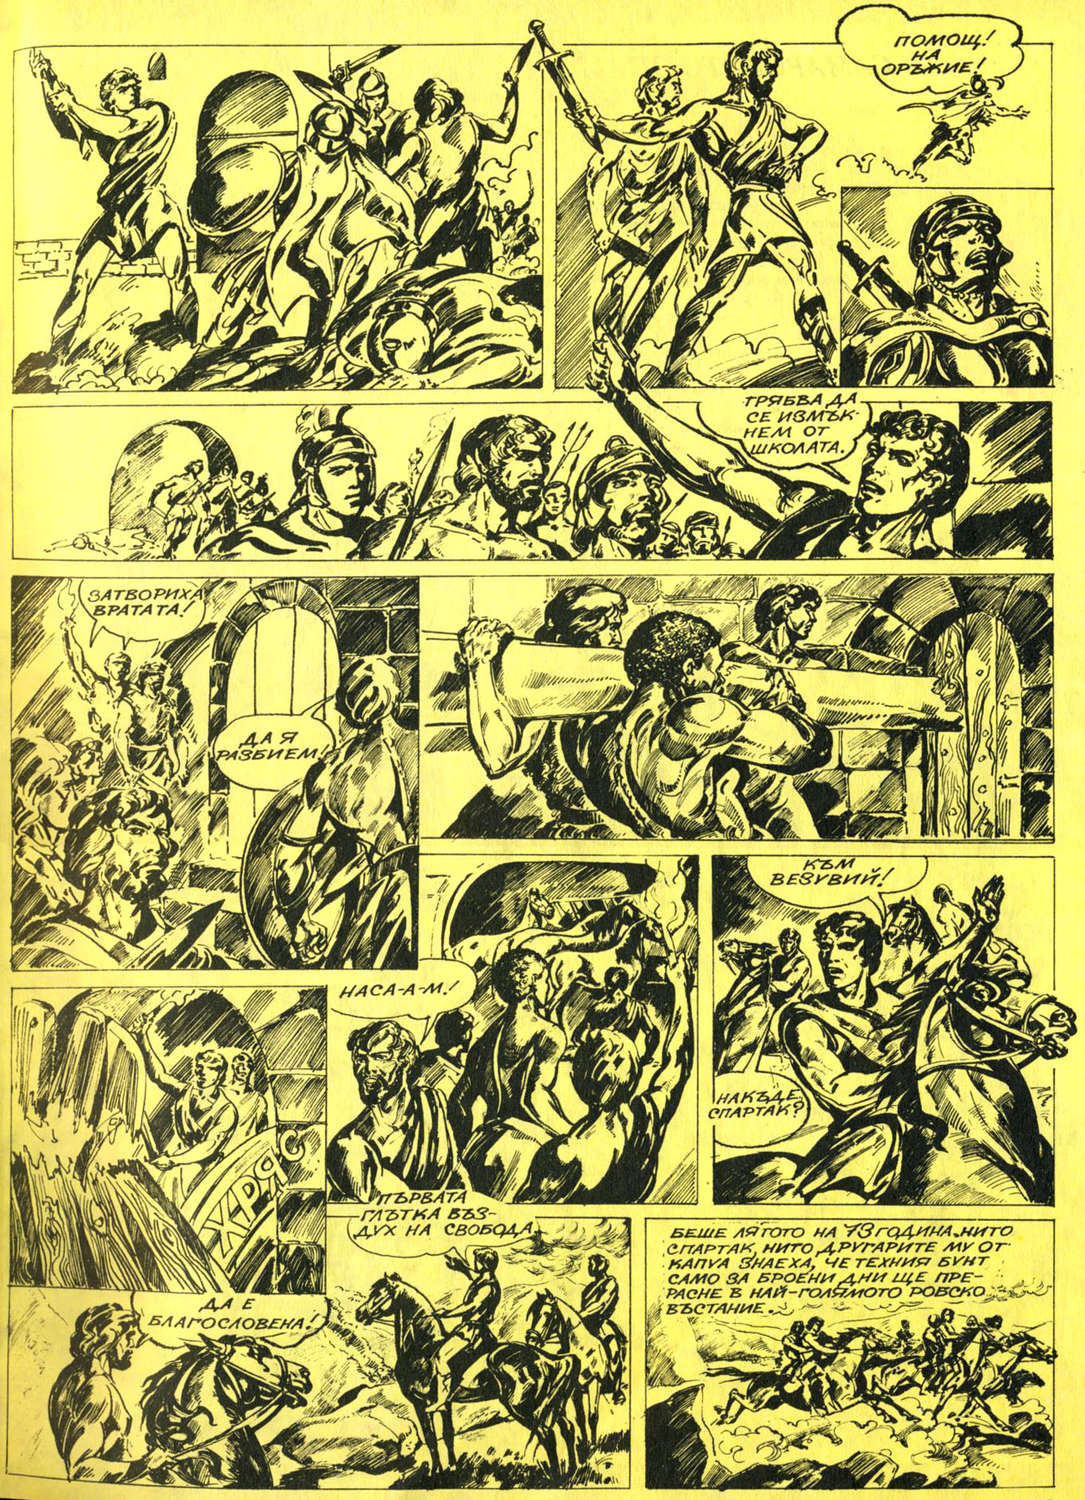 ПОМОЩ!
НА
ОРЪЖИЕ!
ТРЯБВА ДА
СЕ ИЗМЪК-
НЕМ ОТ
ШКОЛАТА.
ЗАТВОРИХА
ВРАТАТА!
ДА Я
РАЗБИЕМ!
ХРЯС
НАСА-А-М!
КЪМ
ВЕЗУВИЙ!
НАКЪДЕ,
СПАРТАК?
ПЪРВАТА
ГЛЪТКА ВЪЗ-
ДУХ НА СВОБОДА.
ДА Е
БЛАГОСЛОВЕНА!
БЕШЕ ЛЯТОТО НА 73 ГОДИНА. НИТО
СПАРТАК, НИТО ДРУГАРИТЕ МУ ОТ
КАПУА ЗНАЕХА, ЧЕ ТЕХНИЯ БУНТ
САМО ЗА БРОЕНИ ДНИ ЩЕ ПРЕ-
РАСНЕ В НАЙ-ГОЛЯМОТО РОБСКО
ВЪСТАНИЕ.